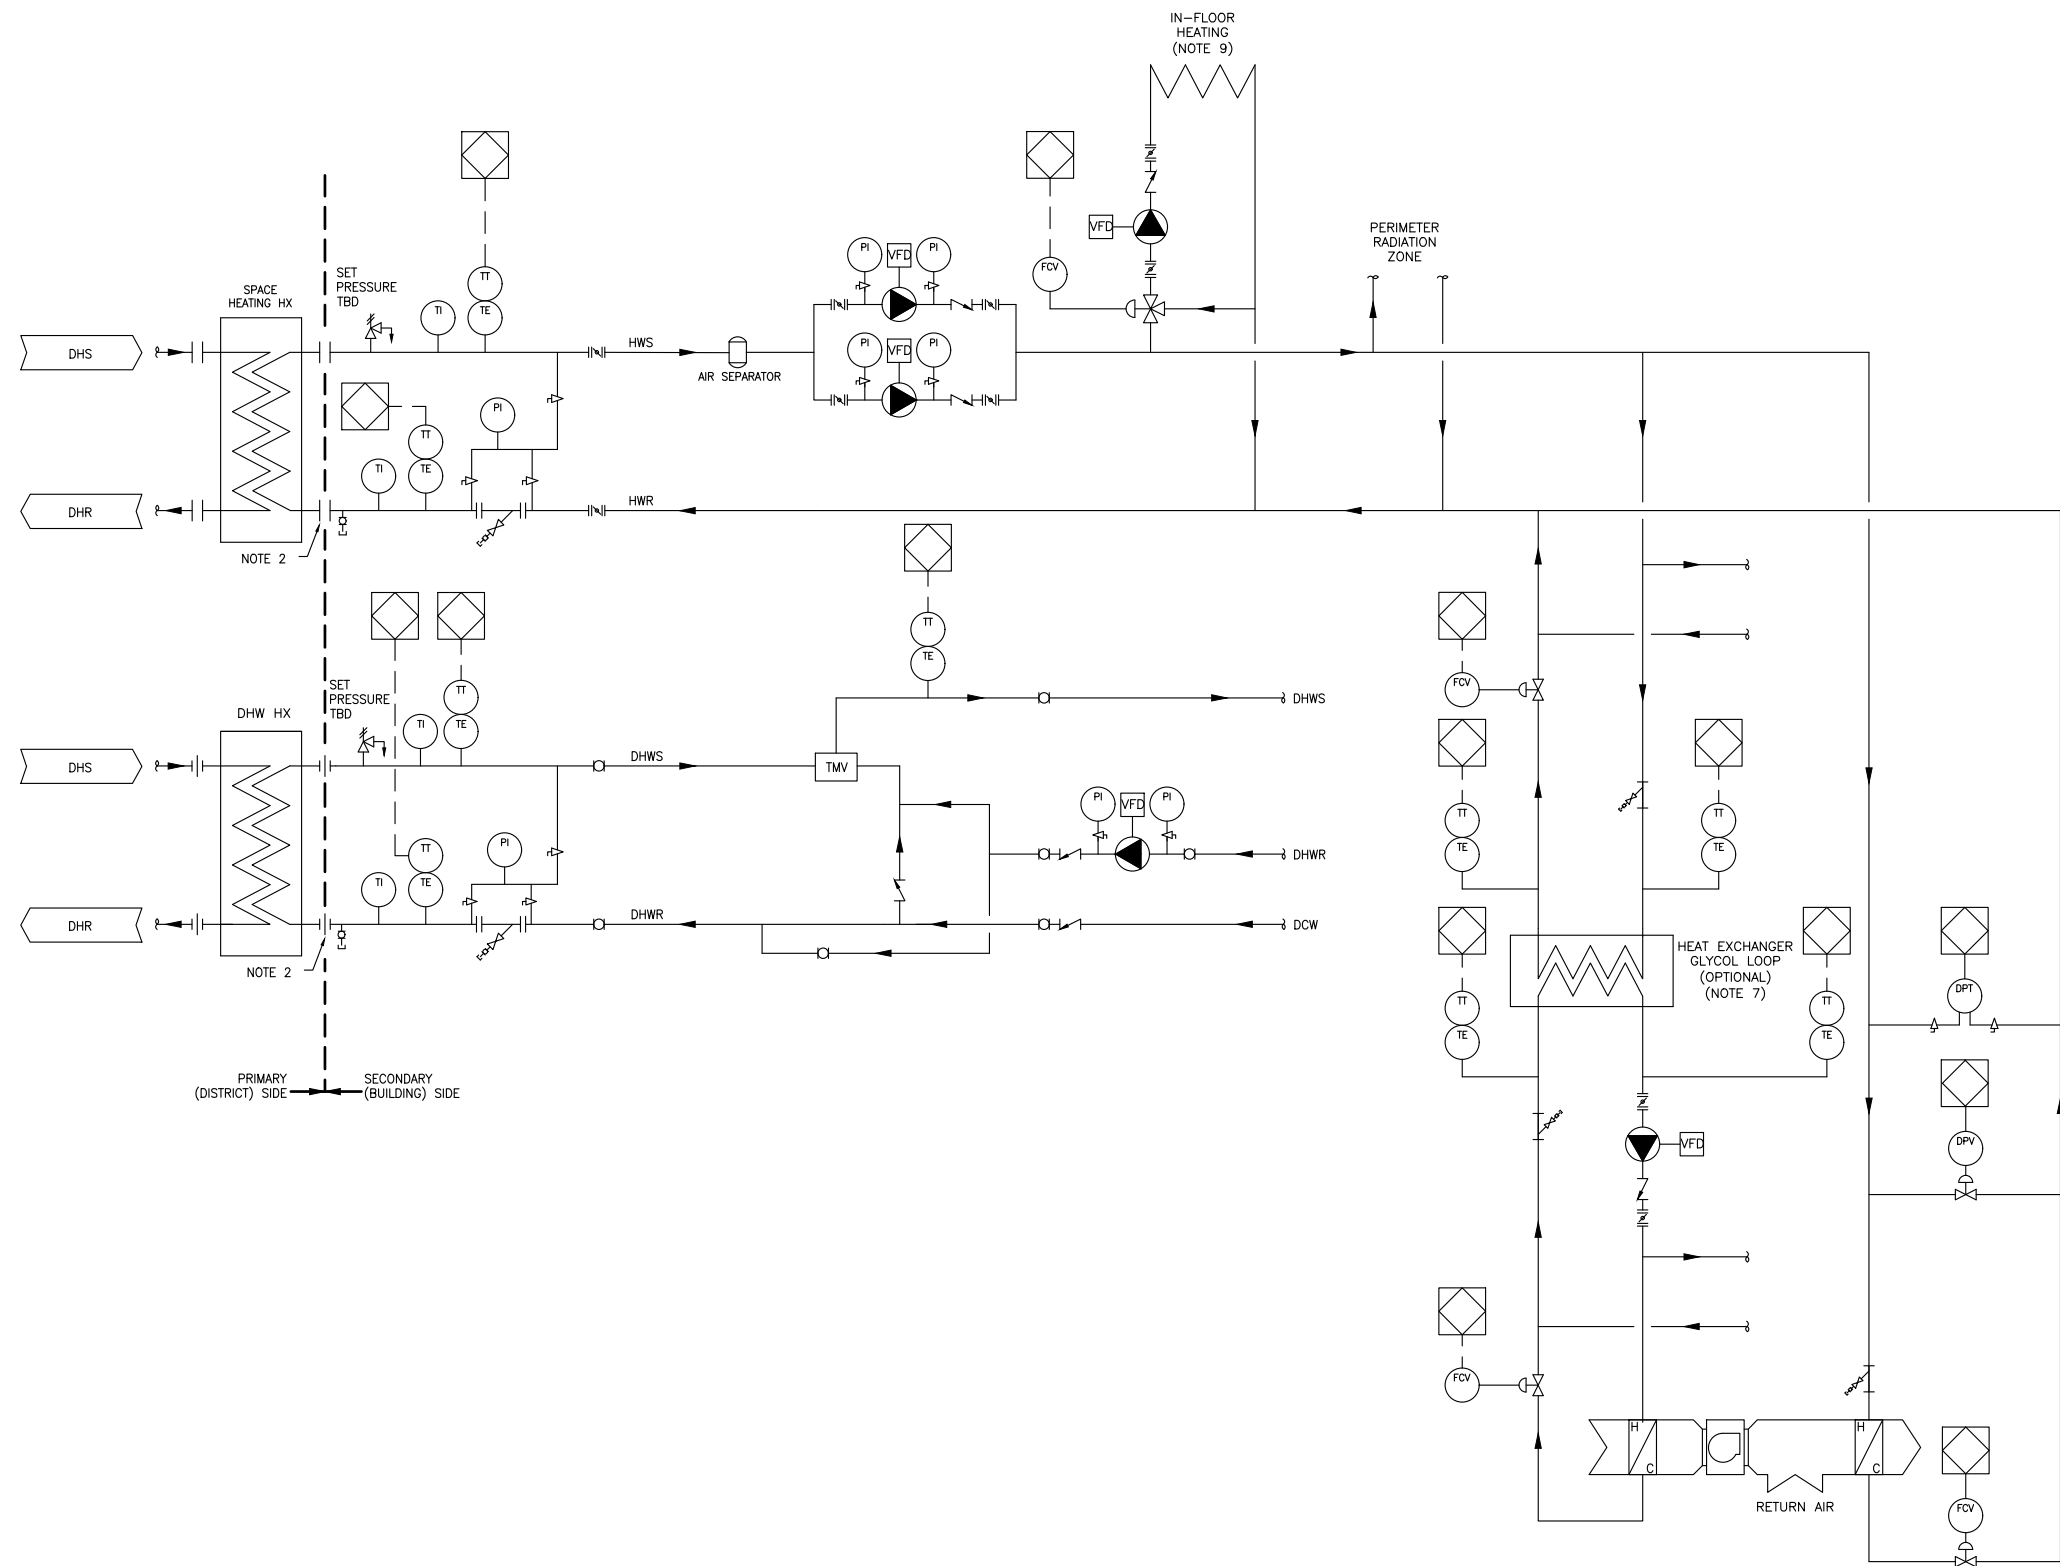 IN-FLOOR
HEATING
(NOTE 9)
PERIMETER
RADIATION
ZONE
SET
PRESSURE
TBD
SPACE
HEATING HX
TT
TE
TI
PI
VFD
PI
FCV
VFD
DHS
HWS
AIR SEPARATOR
PI
VFD
PI
TT
TE
TI
PI
DHR
HWR
NOTE 2
TT
TE
FCV
SET
PRESSURE
TBD
DHW HX
TT
TE
TI
DHWS
DHS
DHWS
TMV
PI
VFD
PI
DHWR
TT
TE
TI
PI
DHR
DHWR
DCW
NOTE 2
TT
TE
TT
TE
HEAT EXCHANGER
GLYCOL LOOP
(OPTIONAL)
(NOTE 7)
TT
TE
TT
TE
DPT
PRIMARY
(DISTRICT) SIDE
SECONDARY
(BUILDING) SIDE
VFD
DPV
FCV
H
C
H
C
RETURN AIR
FCV